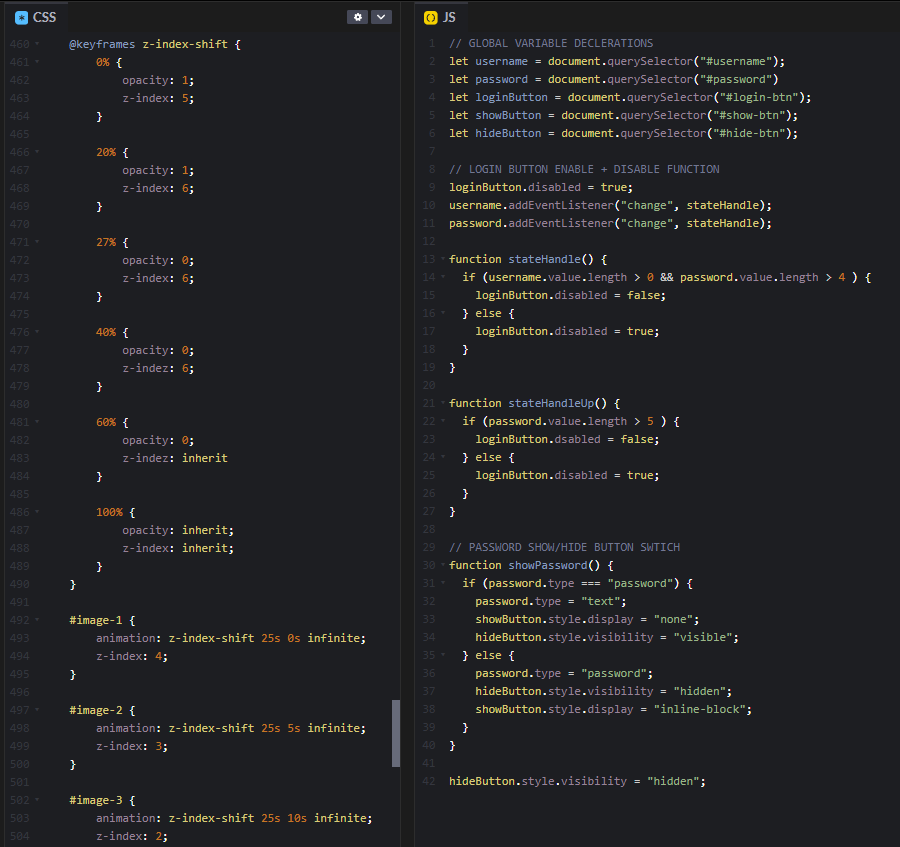 CSS
460 @keyframes z-index-shift {
461 0% {
462 opacity: 1;
463 z-index: 5;
464 }
465
466 20% {
467 opacity: 1;
468 z-index: 6;
469 }
470
471 27% {
472 opacity: 0;
473 z-index: 6;
474 }
475
476 40% {
477 opacity: 0;
478 z-indez: 6;
479 }
480
481 60% {
482 opacity: 0;
483 z-indez: inherit
484 }
485
486 100% {
487 opacity: inherit;
488 z-index: inherit;
489 }
490 }
491
492 #image-1 {
493 animation: z-index-shift 25s 0s infinite;
494 z-index: 4;
495 }
496
497 #image-2 {
498 animation: z-index-shift 25s 5s infinite;
499 z-index: 3;
500 }
501
502 #image-3 {
503 animation: z-index-shift 25s 10s infinite;
504 z-index: 2;
JS
1 // GLOBAL VARIABLE DECLERATIONS
2 let username = document.querySelector("#username");
3 let password = document.querySelector("#password")
4 let loginButton = document.querySelector("#login-btn");
5 let showButton = document.querySelector("#show-btn");
6 let hideButton = document.querySelector("#hide-btn");
7
8 // LOGIN BUTTON ENABLE + DISABLE FUNCTION
9 loginButton.disabled = true;
10 username.addEventListener("change", stateHandle);
11 password.addEventListener("change", stateHandle);
12
13 function stateHandle() {
14 if (username.value.length > 0 && password.value.length > 4 ) {
15 loginButton.disabled = false;
16 } else {
17 loginButton.disabled = true;
18 }
19 }
20
21 function stateHandleUp() {
22 if (password.value.length > 5 ) {
23 loginButton.dsabled = false;
24 } else {
25 loginButton.disabled = true;
26 }
27 }
28
29 // PASSWORD SHOW/HIDE BUTTON SWTICH
30 function showPassword() {
31 if (password.type === "password") {
32 password.type = "text";
33 showButton.style.display = "none";
34 hideButton.style.visibility = "visible";
35 } else {
36 password.type = "password";
37 hideButton.style.visibility = "hidden";
38 showButton.style.display = "inline-block";
39 }
40 }
41
42 hideButton.style.visibility = "hidden";